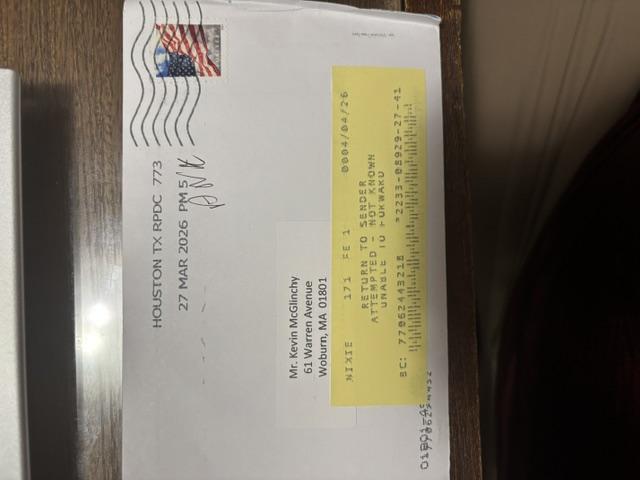 HOUSTON TX RPDC 773
27 MAR 2026 PM 5
ANK
Mr. Kevin McGlinchy
61 Warren Avenue
Woburn, MA 01801
NIXIE 171 FE 1 0004/04/26
RETURN TO SENDER
ATTEMPTED - NOT KNOWN
UNABLE TO FORWARD
BC: 77062443218 *2233-08929-27-41